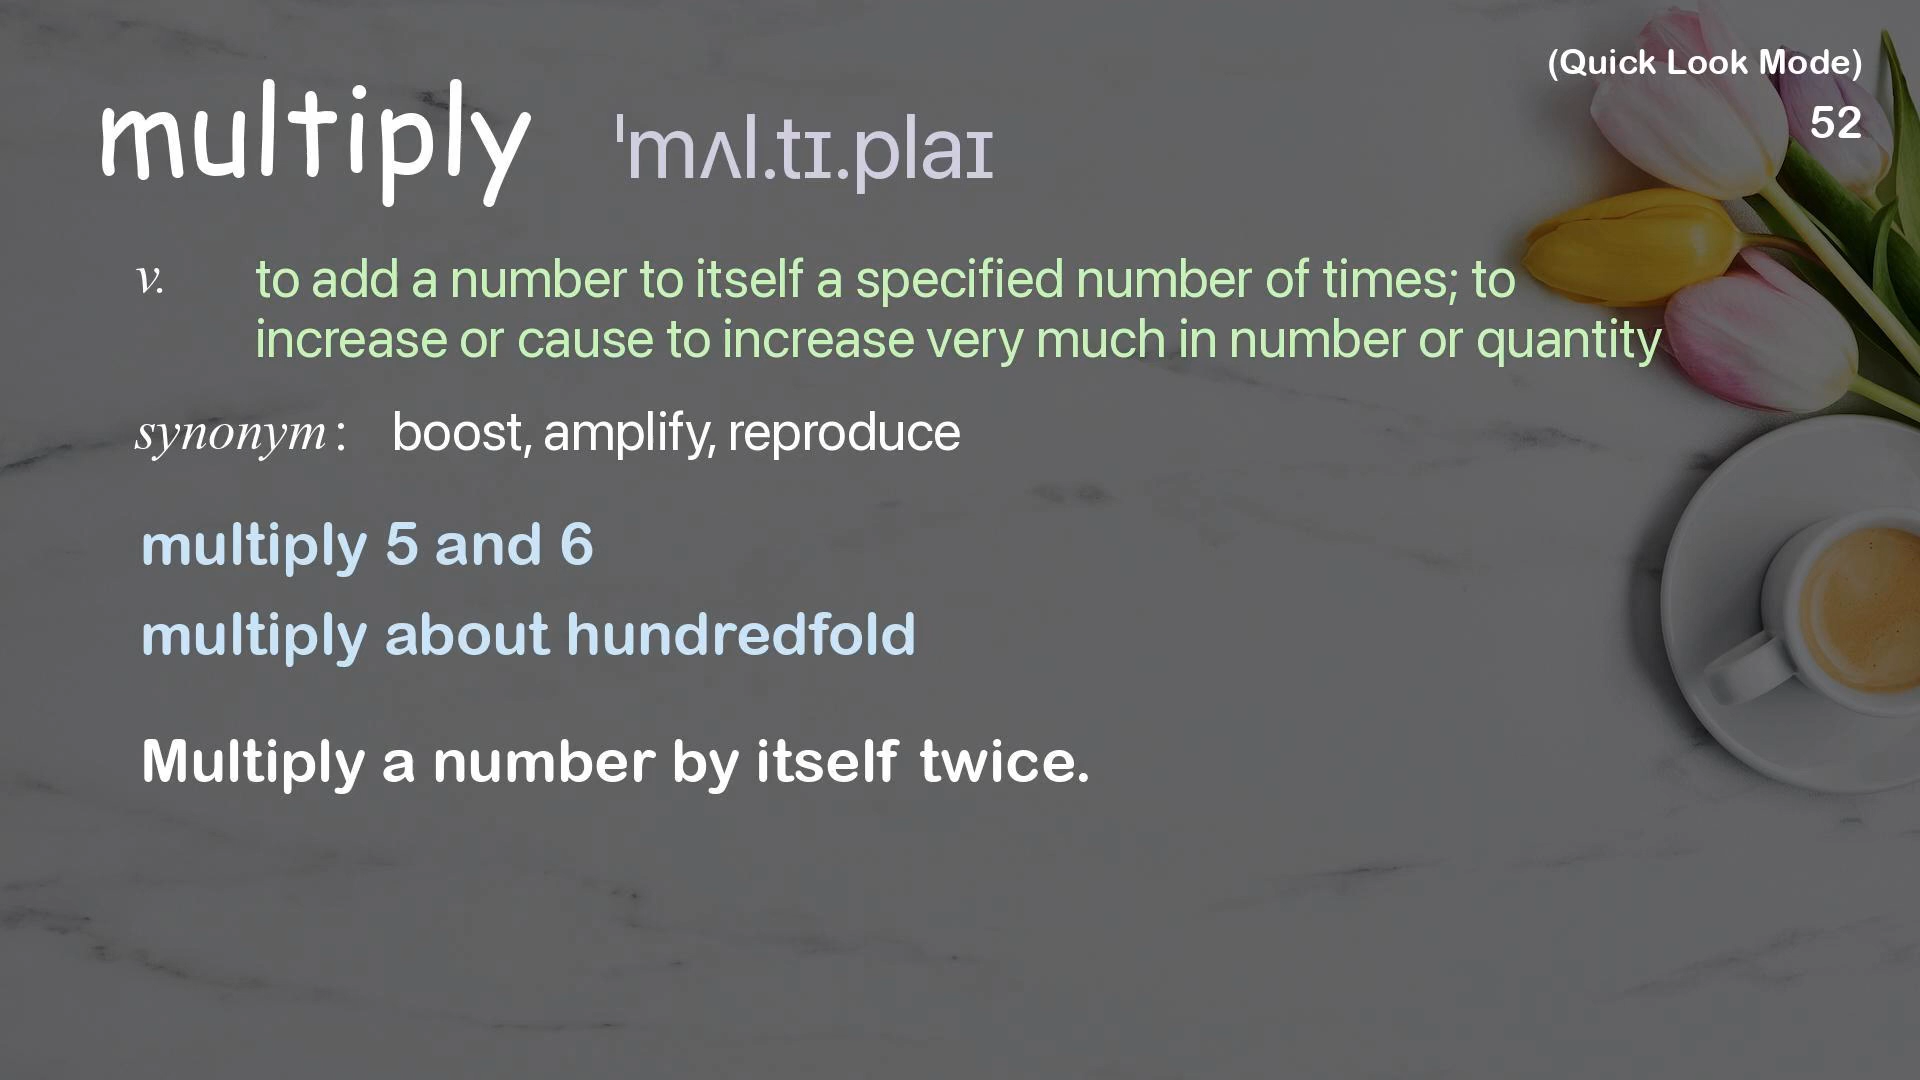 (Quick Look Mode)
52
multiply ˈmʌl.tɪ.plaɪ
v. to add a number to itself a specified number of times; to
increase or cause to increase very much in number or quantity
synonym: boost, amplify, reproduce
multiply 5 and 6
multiply about hundredfold
Multiply a number by itself twice.